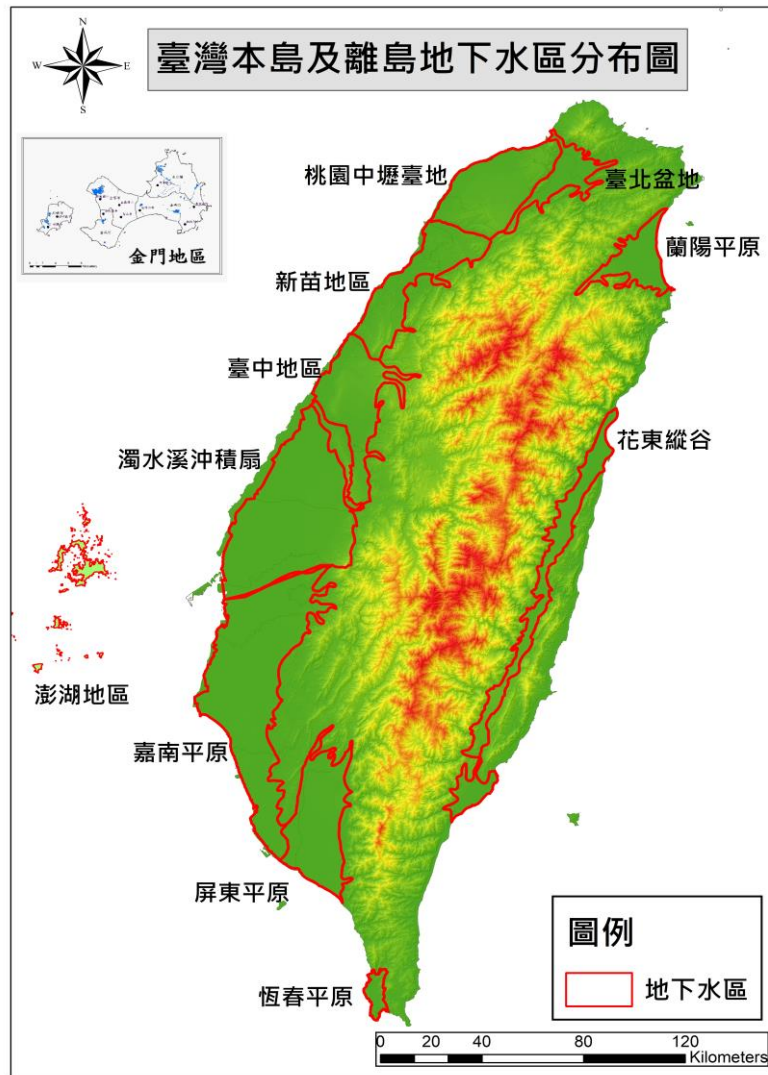 N
W
E
S
臺灣本島及離島地下水區分布圖
金門地區
桃園中壢臺地
臺北盆地
蘭陽平原
新苗地區
臺中地區
花東縱谷
濁水溪沖積扇
澎湖地區
嘉南平原
屏東平原
恆春平原
圖例
地下水區
0 20 40 80 120
Kilometers